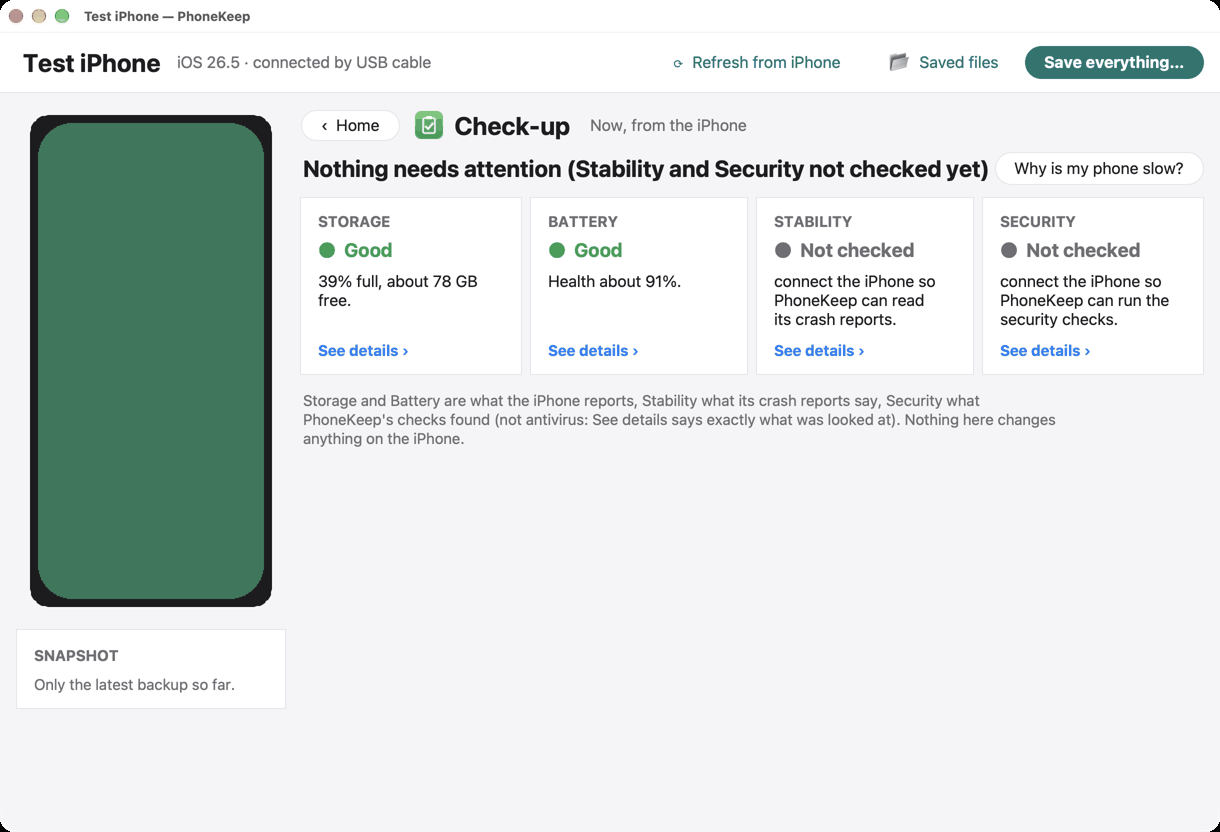 Test iPhone — PhoneKeep
Test iPhone iOS 26.5 · connected by USB cable
⟳ Refresh from iPhone
Saved files
Save everything...
‹ Home
Check-up Now, from the iPhone
Nothing needs attention (Stability and Security not checked yet)
Why is my phone slow?
STORAGE
Good
39% full, about 78 GB
free.
See details ›
BATTERY
Good
Health about 91%.
See details ›
STABILITY
Not checked
connect the iPhone so
PhoneKeep can read
its crash reports.
See details ›
SECURITY
Not checked
connect the iPhone so
PhoneKeep can run the
security checks.
See details ›
Storage and Battery are what the iPhone reports, Stability what its crash reports say, Security what
PhoneKeep's checks found (not antivirus: See details says exactly what was looked at). Nothing here changes
anything on the iPhone.
SNAPSHOT
Only the latest backup so far.